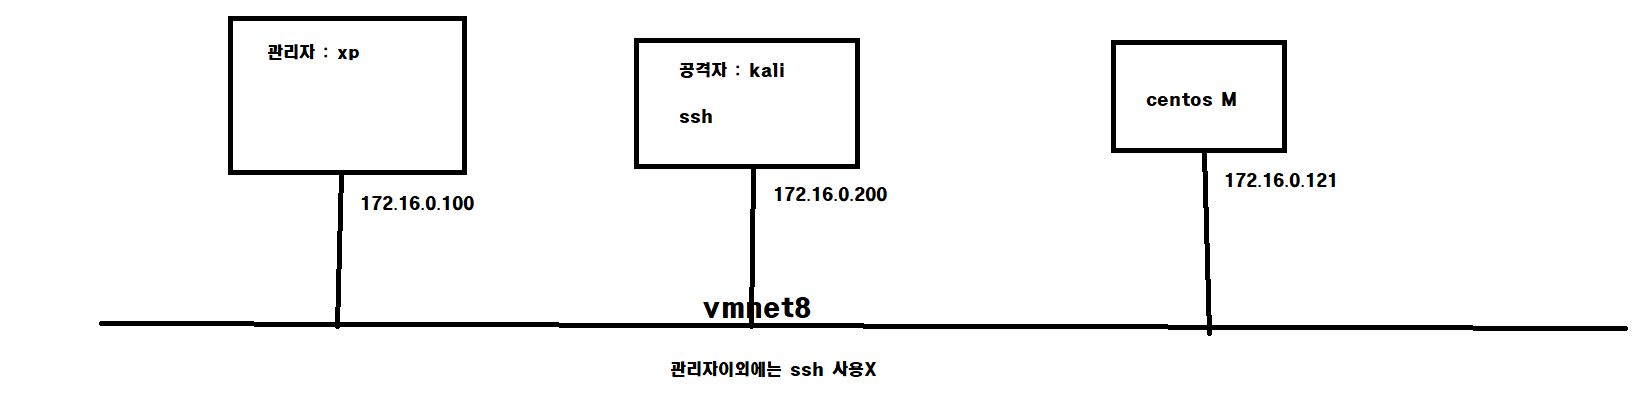 관리자 : xp
172.16.0.100
공격자 : kali
ssh
172.16.0.200
centos M
172.16.0.121
vmnet8
관리자이외에는 ssh 사용X